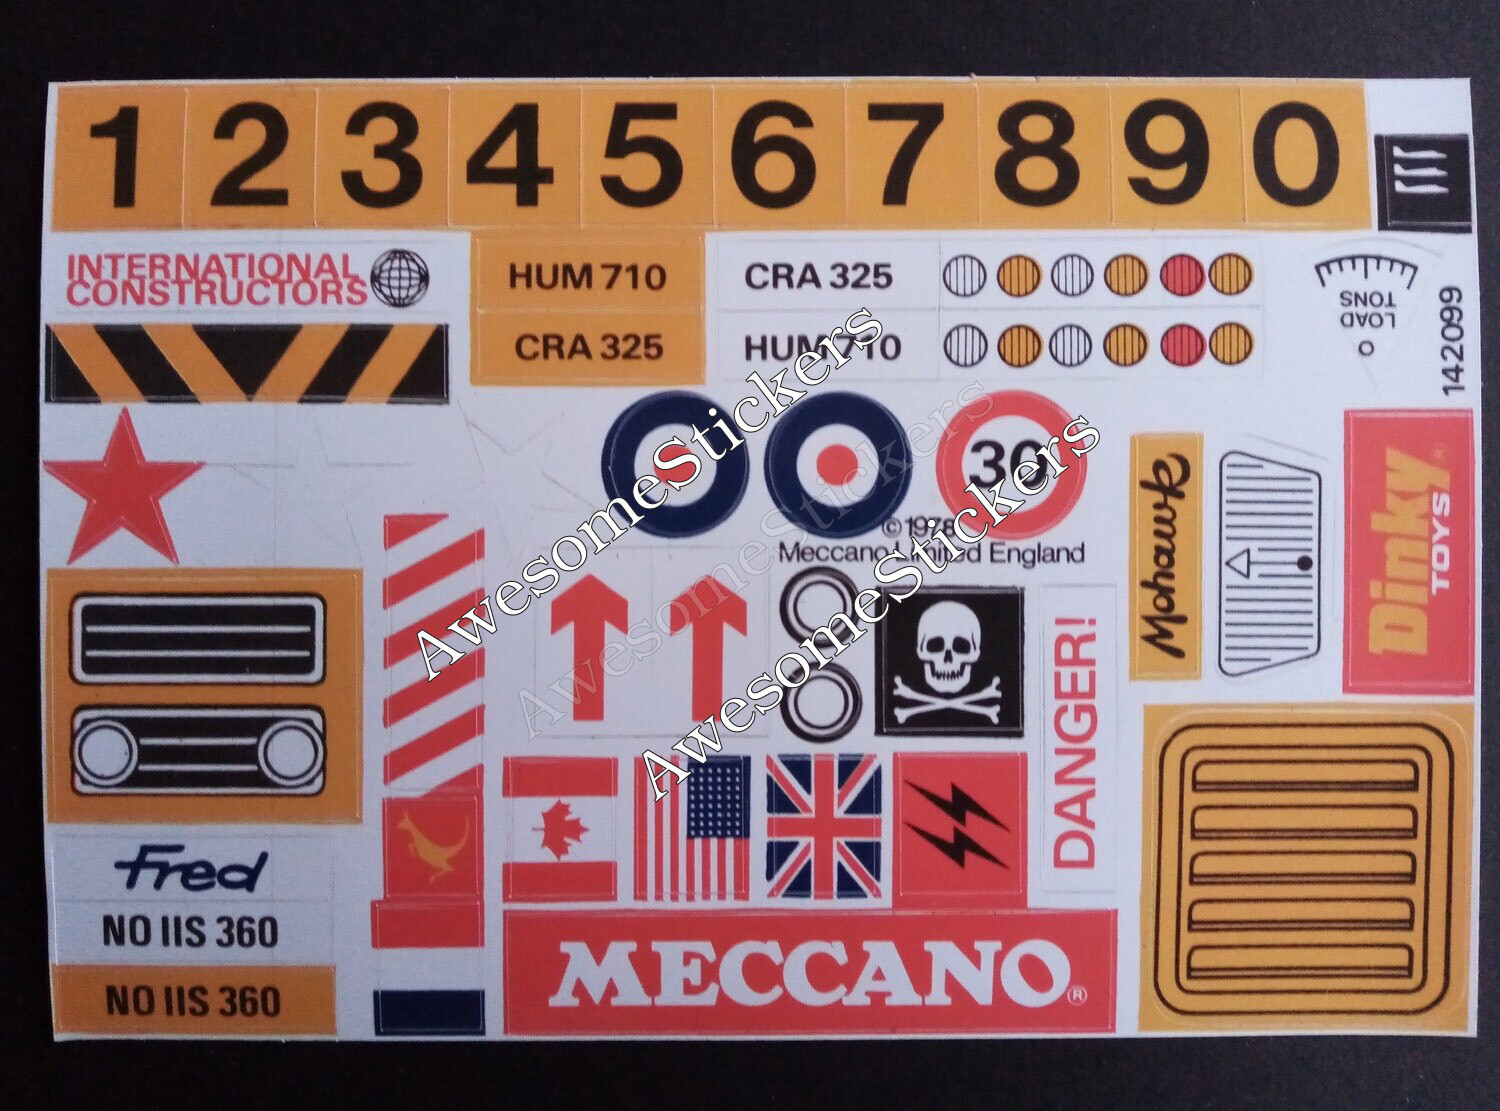 1 2 3 4 5 6 7 8 9 0
INTERNATIONAL
CONSTRUCTORS
HUM 710
CRA 325
CRA 325
HUM 710
LOAD
TONS
0
142099
30
© 1978
Meccano Limited England
Mohawk
Dinky
TOYS
DANGER!
Fred
NO IIS 360
NO IIS 360
MECCANO®
AwesomeStickers
AwesomeStickers
AwesomeStickers